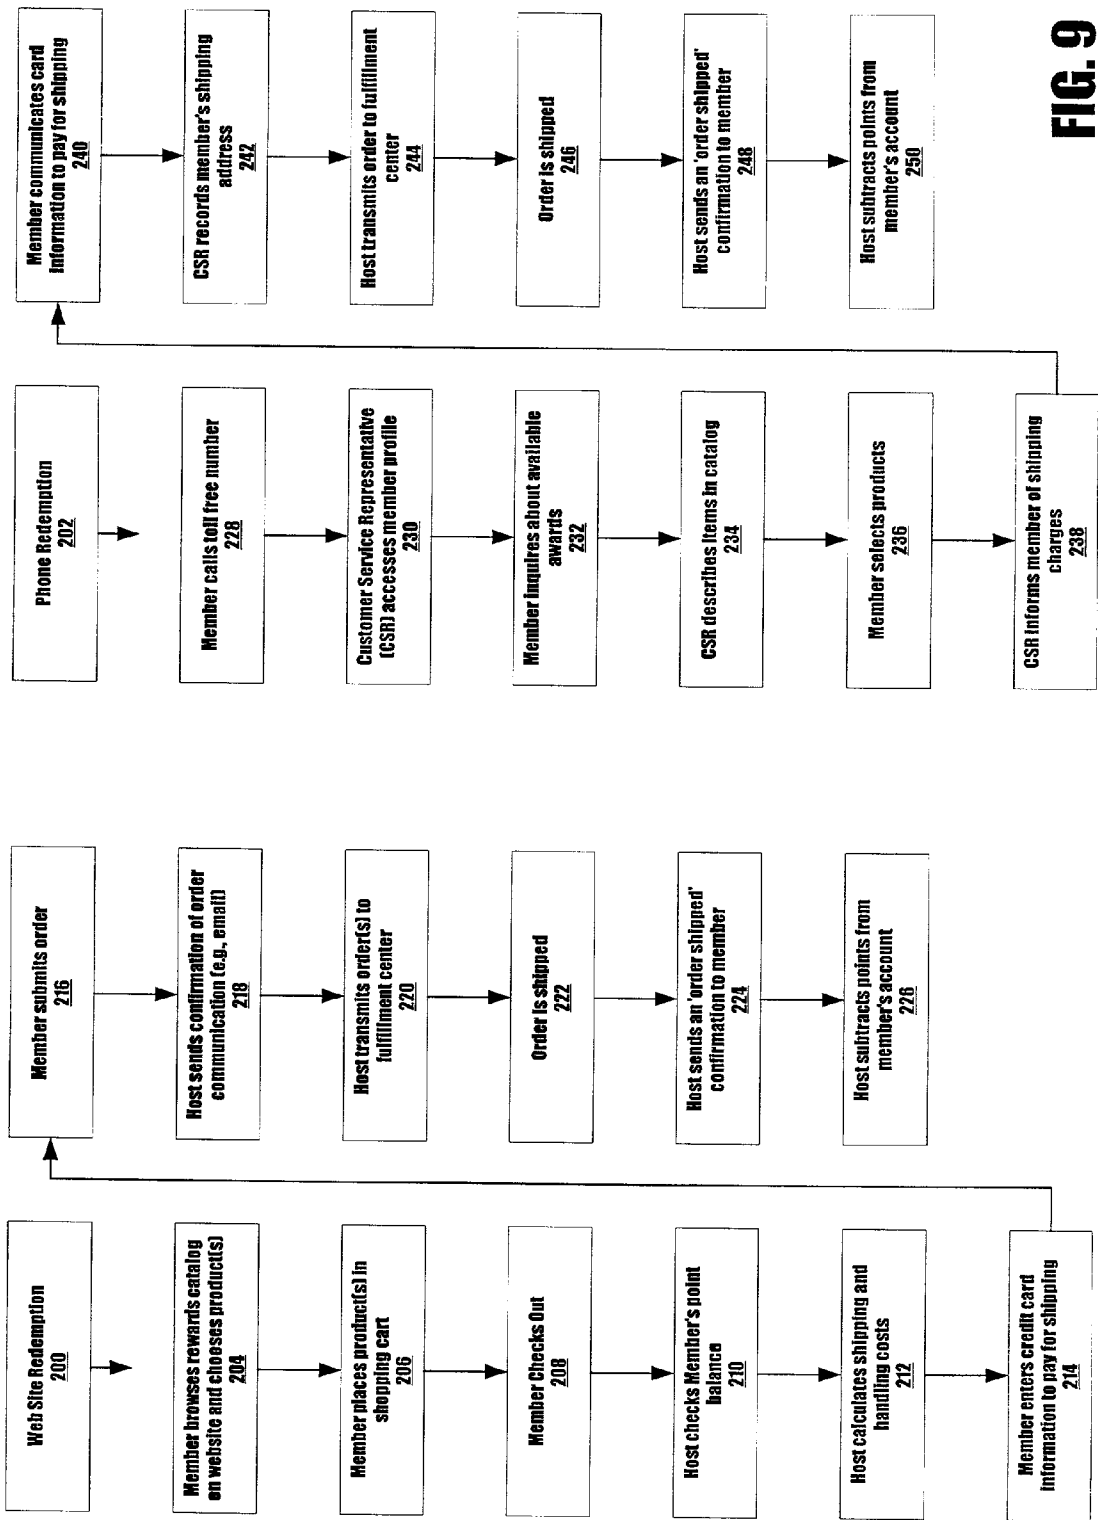 Web Site Redemption
200
Member browses rewards catalog
on website and chooses product(s)
204
Member places product(s) in
shopping cart
206
Member Checks Out
208
Host checks Member's point
balance
210
Host calculates shipping and
handling costs
212
Member enters credit card
information to pay for shipping
214
Member submits order
216
Host sends confirmation of order
communication (e.g., email)
218
Host transmits order(s) to
fulfillment center
220
Order is shipped
222
Host sends an 'order shipped'
confirmation to member
224
Host subtracts points from
member's account
226
Phone Redemption
202
Member calls toll free number
228
Customer Service Representative
(CSR) accesses member profile
230
Member inquires about available
awards
232
CSR describes items in catalog
234
Member selects products
236
CSR informs member of shipping
charges
238
Member communicates card
information to pay for shipping
240
CSR records member's shipping
address
242
Host transmits order to fulfillment
center
244
Order is shipped
246
Host sends an 'order shipped'
confirmation to member
248
Host subtracts points from
member's account
250
FIG. 9